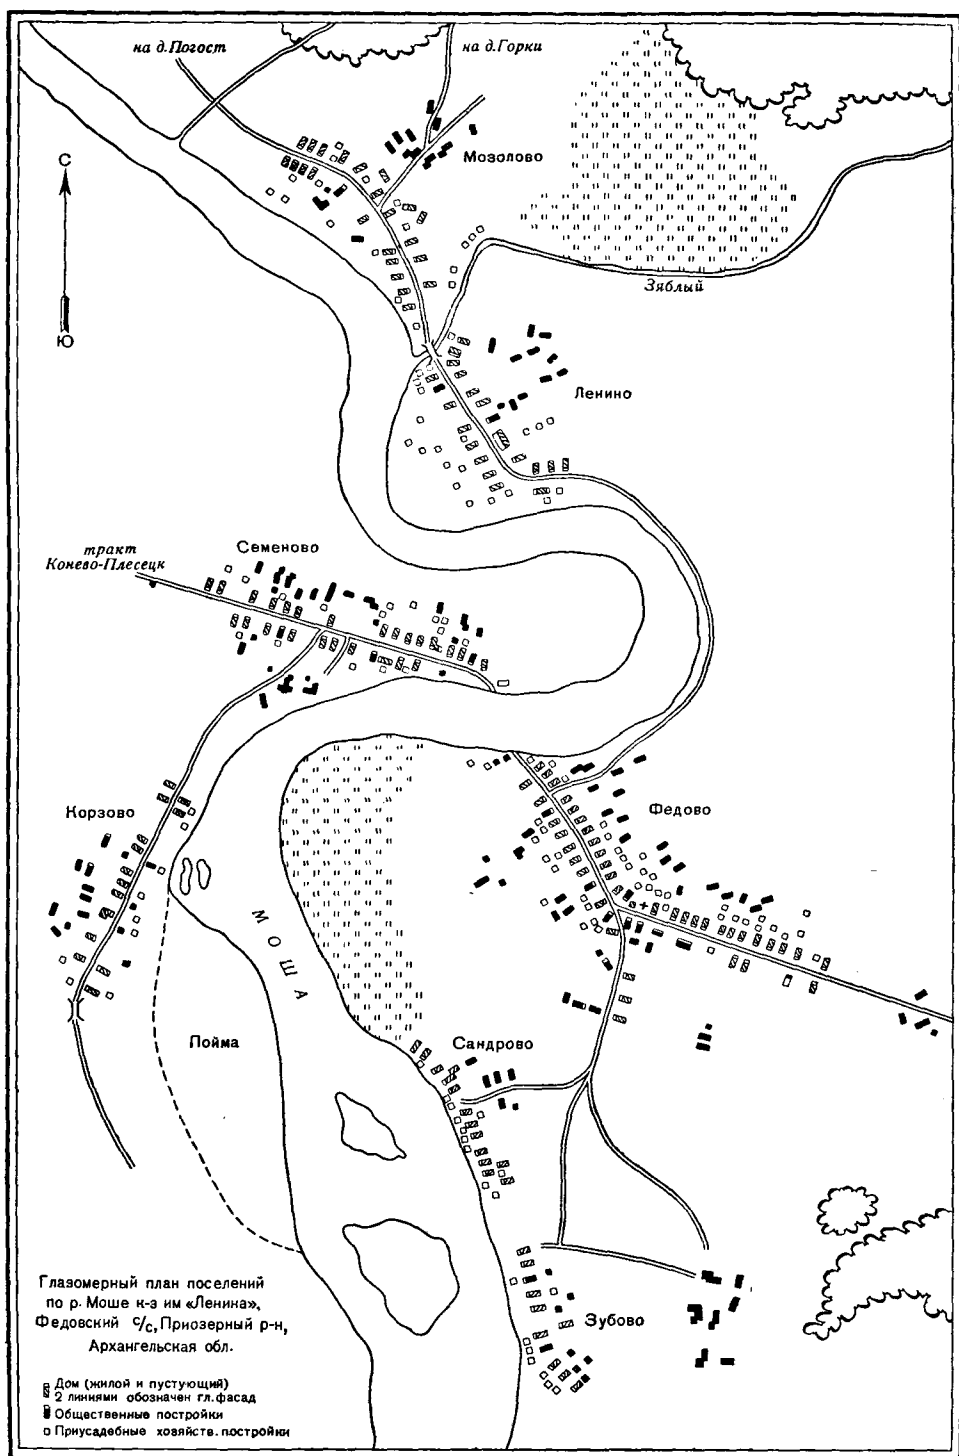 на д.Погост
на д.Горки
С
Ю
Мозолово
Зяблый
Ленино
тракт
Конево-Плесецк
Семеново
Корзово
Федово
МОША
Пойма
Сандрово
Зубово
Глазомерный план поселений
по р. Моше к-з им «Ленина»,
Федовский с/с, Приозерный р-н,
Архангельская обл.
Дом (жилой и пустующий)
2 линиями обозначен гл. фасад
Общественные постройки
Приусадебные хозяйств. постройки